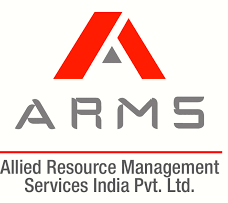 ARMS
Allied Resource Management
Services India Pvt. Ltd.